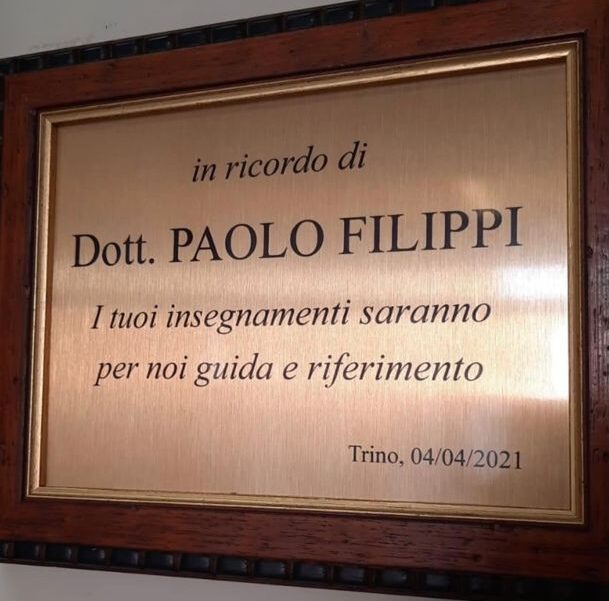 in ricordo di
Dott. PAOLO FILIPPI
I tuoi insegnamenti saranno
per noi guida e riferimento
Trino, 04/04/2021